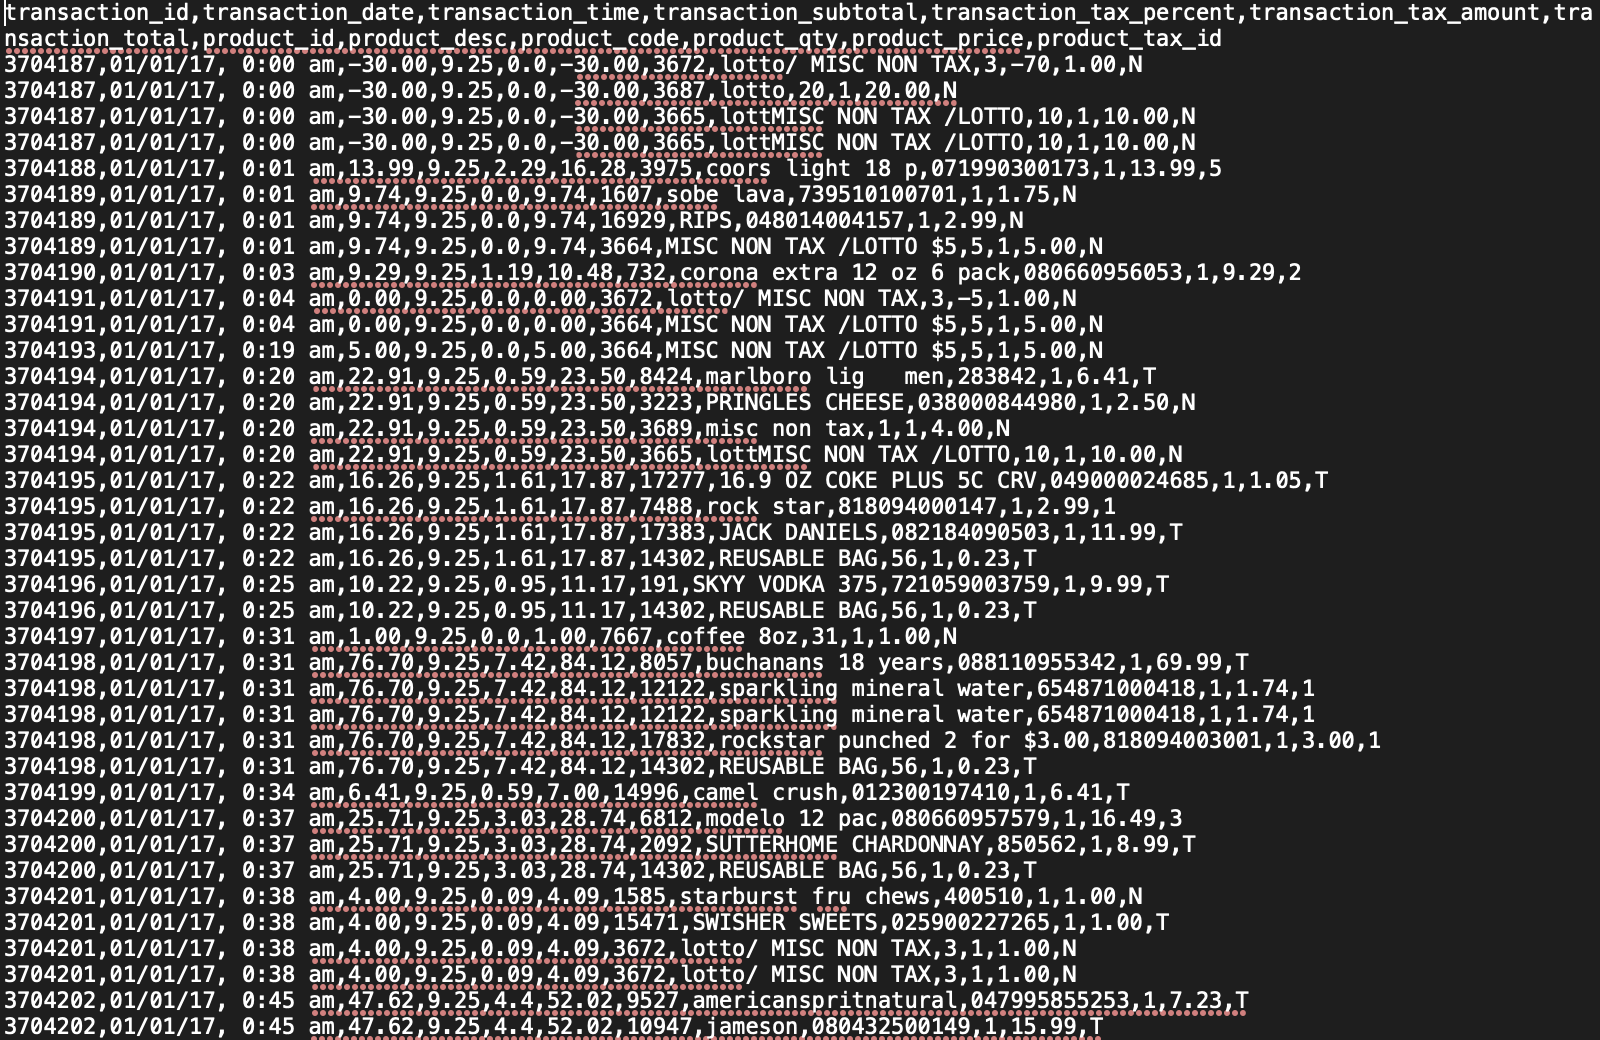 transaction_id,transaction_date,transaction_time,transaction_subtotal,transaction_tax_percent,transaction_tax_amount,tra
nsaction_total,product_id,product_desc,product_code,product_qty,product_price,product_tax_id
3704187,01/01/17, 0:00 am,-30.00,9.25,0.0,-30.00,3672,lotto/ MISC NON TAX,3,-70,1.00,N
3704187,01/01/17, 0:00 am,-30.00,9.25,0.0,-30.00,3687,lotto,20,1,20.00,N
3704187,01/01/17, 0:00 am,-30.00,9.25,0.0,-30.00,3665,lottMISC NON TAX /LOTTO,10,1,10.00,N
3704187,01/01/17, 0:00 am,-30.00,9.25,0.0,-30.00,3665,lottMISC NON TAX /LOTTO,10,1,10.00,N
3704188,01/01/17, 0:01 am,13.99,9.25,2.29,16.28,3975,coors light 18 p,071990300173,1,13.99,5
3704189,01/01/17, 0:01 am,9.74,9.25,0.0,9.74,1607,sobe lava,739510100701,1,1.75,N
3704189,01/01/17, 0:01 am,9.74,9.25,0.0,9.74,16929,RIPS,048014004157,1,2.99,N
3704189,01/01/17, 0:01 am,9.74,9.25,0.0,9.74,3664,MISC NON TAX /LOTTO $5,5,1,5.00,N
3704190,01/01/17, 0:03 am,9.29,9.25,1.19,10.48,732,corona extra 12 oz 6 pack,080660956053,1,9.29,2
3704191,01/01/17, 0:04 am,0.00,9.25,0.0,0.00,3672,lotto/ MISC NON TAX,3,-5,1.00,N
3704191,01/01/17, 0:04 am,0.00,9.25,0.0,0.00,3664,MISC NON TAX /LOTTO $5,5,1,5.00,N
3704193,01/01/17, 0:19 am,5.00,9.25,0.0,5.00,3664,MISC NON TAX /LOTTO $5,5,1,5.00,N
3704194,01/01/17, 0:20 am,22.91,9.25,0.59,23.50,8424,marlboro lig   men,283842,1,6.41,T
3704194,01/01/17, 0:20 am,22.91,9.25,0.59,23.50,3223,PRINGLES CHEESE,038000844980,1,2.50,N
3704194,01/01/17, 0:20 am,22.91,9.25,0.59,23.50,3689,misc non tax,1,1,4.00,N
3704194,01/01/17, 0:20 am,22.91,9.25,0.59,23.50,3665,lottMISC NON TAX /LOTTO,10,1,10.00,N
3704195,01/01/17, 0:22 am,16.26,9.25,1.61,17.87,17277,16.9 OZ COKE PLUS 5C CRV,049000024685,1,1.05,T
3704195,01/01/17, 0:22 am,16.26,9.25,1.61,17.87,7488,rock star,818094000147,1,2.99,1
3704195,01/01/17, 0:22 am,16.26,9.25,1.61,17.87,17383,JACK DANIELS,082184090503,1,11.99,T
3704195,01/01/17, 0:22 am,16.26,9.25,1.61,17.87,14302,REUSABLE BAG,56,1,0.23,T
3704196,01/01/17, 0:25 am,10.22,9.25,0.95,11.17,191,SKYY VODKA 375,721059003759,1,9.99,T
3704196,01/01/17, 0:25 am,10.22,9.25,0.95,11.17,14302,REUSABLE BAG,56,1,0.23,T
3704197,01/01/17, 0:31 am,1.00,9.25,0.0,1.00,7667,coffee 8oz,31,1,1.00,N
3704198,01/01/17, 0:31 am,76.70,9.25,7.42,84.12,8057,buchanans 18 years,088110955342,1,69.99,T
3704198,01/01/17, 0:31 am,76.70,9.25,7.42,84.12,12122,sparkling mineral water,654871000418,1,1.74,1
3704198,01/01/17, 0:31 am,76.70,9.25,7.42,84.12,12122,sparkling mineral water,654871000418,1,1.74,1
3704198,01/01/17, 0:31 am,76.70,9.25,7.42,84.12,17832,rockstar punched 2 for $3.00,818094003001,1,3.00,1
3704198,01/01/17, 0:31 am,76.70,9.25,7.42,84.12,14302,REUSABLE BAG,56,1,0.23,T
3704199,01/01/17, 0:34 am,6.41,9.25,0.59,7.00,14996,camel crush,012300197410,1,6.41,T
3704200,01/01/17, 0:37 am,25.71,9.25,3.03,28.74,6812,modelo 12 pac,080660957579,1,16.49,3
3704200,01/01/17, 0:37 am,25.71,9.25,3.03,28.74,2092,SUTTERHOME CHARDONNAY,850562,1,8.99,T
3704200,01/01/17, 0:37 am,25.71,9.25,3.03,28.74,14302,REUSABLE BAG,56,1,0.23,T
3704201,01/01/17, 0:38 am,4.00,9.25,0.09,4.09,1585,starburst fru chews,400510,1,1.00,N
3704201,01/01/17, 0:38 am,4.00,9.25,0.09,4.09,15471,SWISHER SWEETS,025900227265,1,1.00,T
3704201,01/01/17, 0:38 am,4.00,9.25,0.09,4.09,3672,lotto/ MISC NON TAX,3,1,1.00,N
3704201,01/01/17, 0:38 am,4.00,9.25,0.09,4.09,3672,lotto/ MISC NON TAX,3,1,1.00,N
3704202,01/01/17, 0:45 am,47.62,9.25,4.4,52.02,9527,americanspritnatural,047995855253,1,7.23,T
3704202,01/01/17, 0:45 am,47.62,9.25,4.4,52.02,10947,jameson,080432500149,1,15.99,T